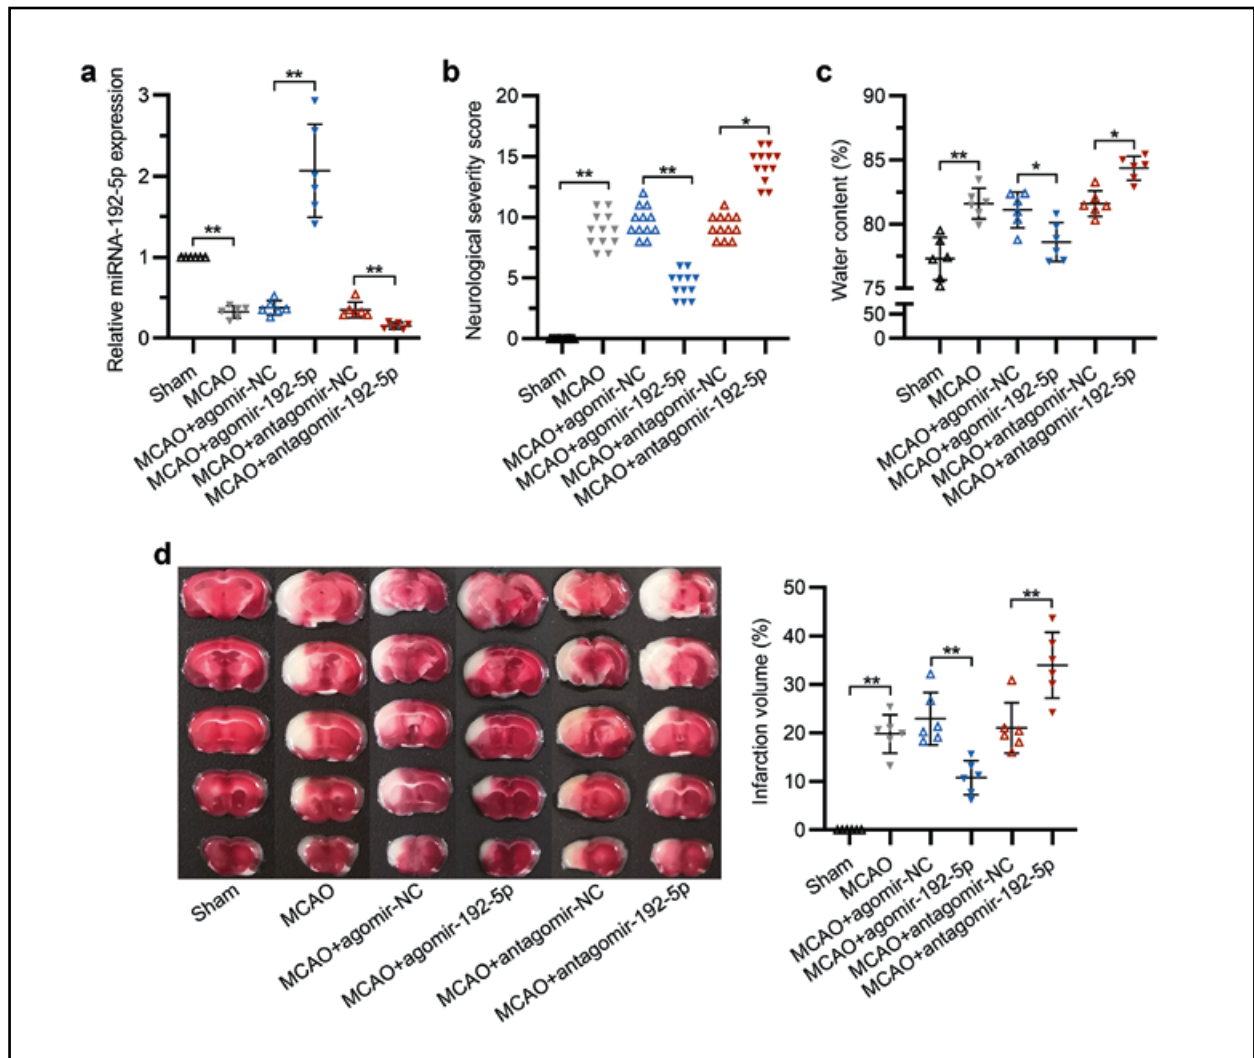 a
Relative miRNA-192-5p expression
3
2
1
0
**
**
**
Sham
MCAO
MCAO+agomir-NC
MCAO+agomir-192-5p
MCAO+antagomir-NC
MCAO+antagomir-192-5p
b
Neurological severity score
20
15
10
5
0
**
**
*
Sham
MCAO
MCAO+agomir-NC
MCAO+agomir-192-5p
MCAO+antagomir-NC
MCAO+antagomir-192-5p
c
Water content (%)
90
85
80
75
50
0
**
*
*
Sham
MCAO
MCAO+agomir-NC
MCAO+agomir-192-5p
MCAO+antagomir-NC
MCAO+antagomir-192-5p
d
Sham
MCAO
MCAO+agomir-NC
MCAO+agomir-192-5p
MCAO+antagomir-NC
MCAO+antagomir-192-5p
Infarction volume (%)
50
40
30
20
10
0
**
**
**
Sham
MCAO
MCAO+agomir-NC
MCAO+agomir-192-5p
MCAO+antagomir-NC
MCAO+antagomir-192-5p